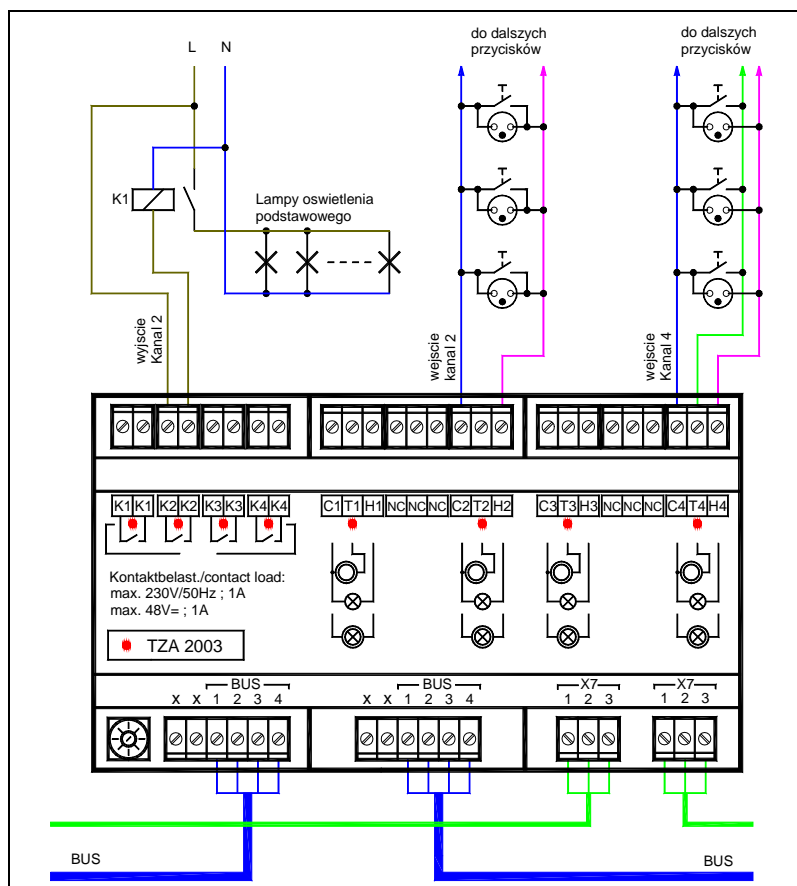 L N
do dalszych
przycisków
do dalszych
przycisków
K1
Lampy oswietlenia
podstawowego
wyjscie
Kanal 2
wejscie
kanal 2
wejscie
Kanal 4
K1 K1 K2 K2 K3 K3 K4 K4
C1 T1 H1 NC NC NC C2 T2 H2
C3 T3 H3 NC NC NC C4 T4 H4
Kontaktbelast./contact load:
max. 230V/50Hz ; 1A
max. 48V= ; 1A
TZA 2003
BUS
x x 1 2 3 4
BUS
x x 1 2 3 4
X7
1 2 3
X7
1 2 3
BUS
BUS